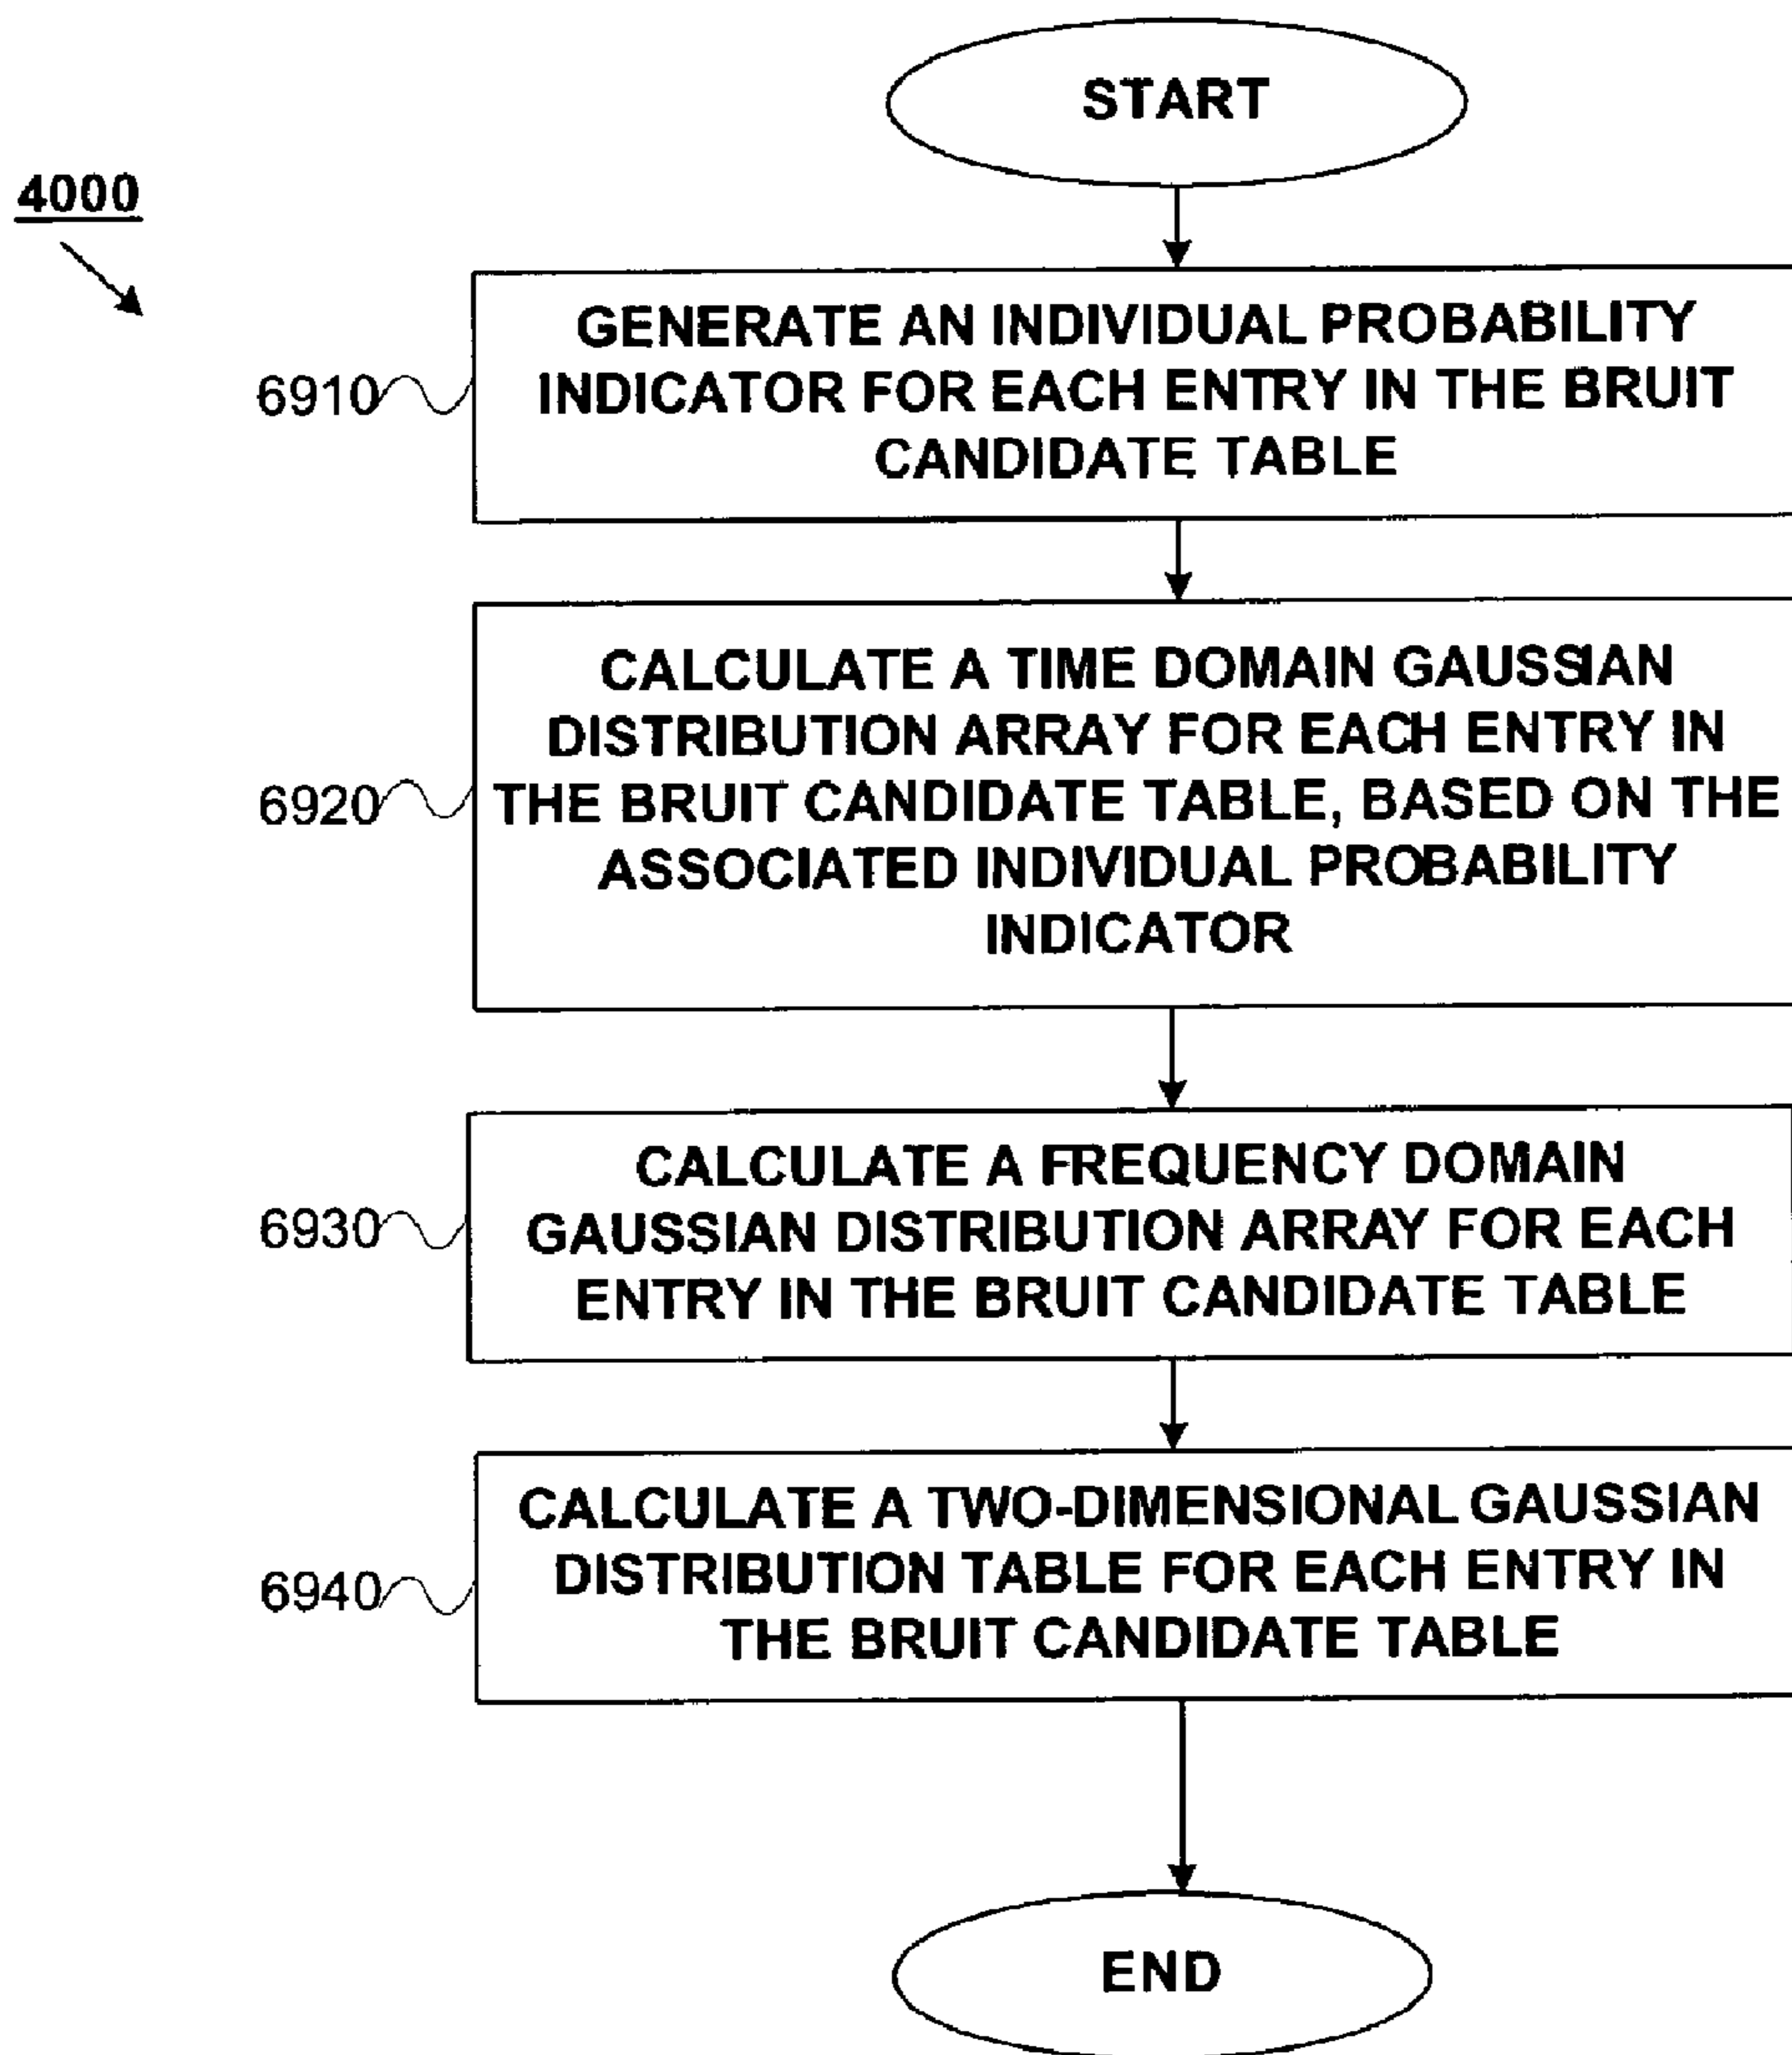 START
4000
GENERATE AN INDIVIDUAL PROBABILITY
INDICATOR FOR EACH ENTRY IN THE BRUIT
CANDIDATE TABLE
6910
CALCULATE A TIME DOMAIN GAUSSIAN
DISTRIBUTION ARRAY FOR EACH ENTRY IN
THE BRUIT CANDIDATE TABLE, BASED ON THE
ASSOCIATED INDIVIDUAL PROBABILITY
INDICATOR
6920
CALCULATE A FREQUENCY DOMAIN
GAUSSIAN DISTRIBUTION ARRAY FOR EACH
ENTRY IN THE BRUIT CANDIDATE TABLE
6930
CALCULATE A TWO-DIMENSIONAL GAUSSIAN
DISTRIBUTION TABLE FOR EACH ENTRY IN
THE BRUIT CANDIDATE TABLE
6940
END